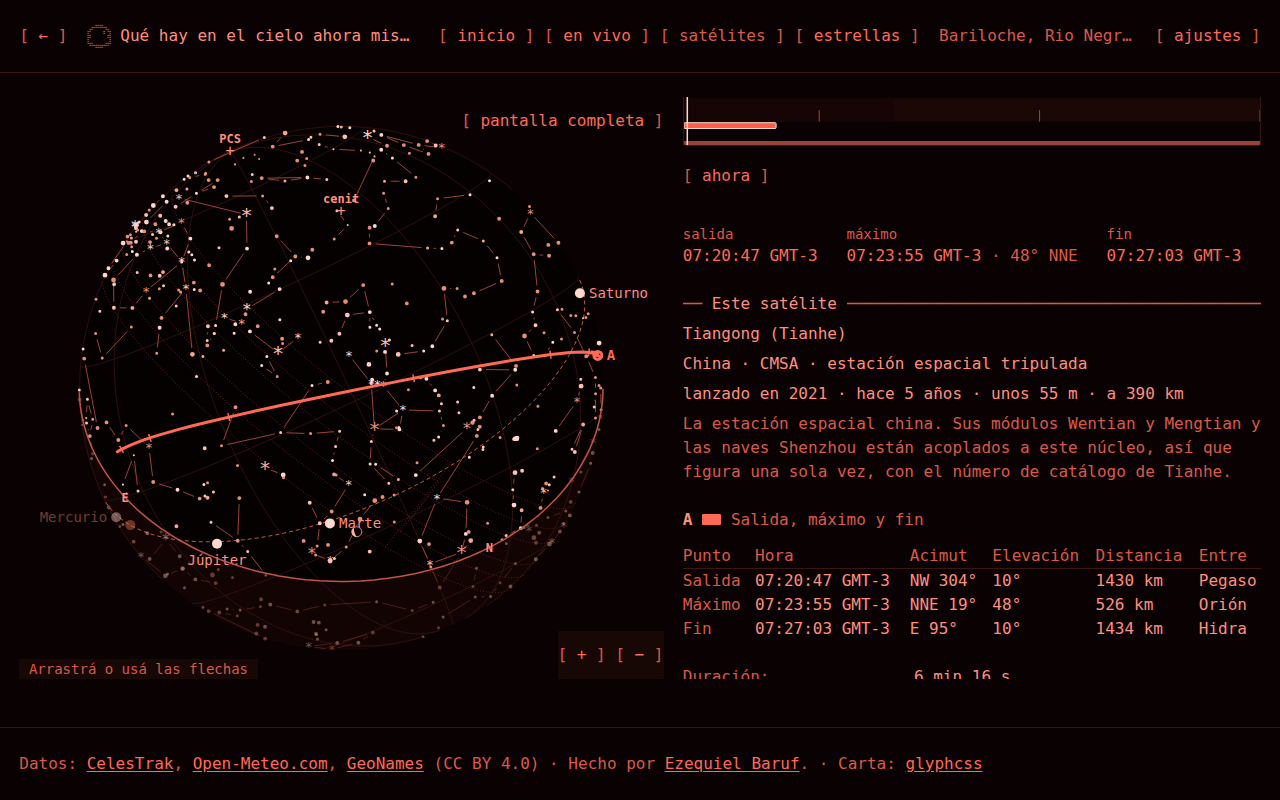 [ ← ] Qué hay en el cielo ahora mis… [ inicio ] [ en vivo ] [ satélites ] [ estrellas ] Bariloche, Rio Negr… [ ajustes ]
[ pantalla completa ]
PCS
cenit
Saturno
A
E
Mercurio
Marte
Júpiter
N
[ + ] [ − ]
Arrastrá o usá las flechas
[ ahora ]
salida máximo fin
07:20:47 GMT-3 07:23:55 GMT-3 · 48° NNE 07:27:03 GMT-3
Este satélite
Tiangong (Tianhe)
China · CMSA · estación espacial tripulada
lanzado en 2021 · hace 5 años · unos 55 m · a 390 km
La estación espacial china. Sus módulos Wentian y Mengtian y
las naves Shenzhou están acoplados a este núcleo, así que
figura una sola vez, con el número de catálogo de Tianhe.
A Salida, máximo y fin
Punto Hora Acimut Elevación Distancia Entre
Salida 07:20:47 GMT-3 NW 304° 10° 1430 km Pegaso
Máximo 07:23:55 GMT-3 NNE 19° 48° 526 km Orión
Fin 07:27:03 GMT-3 E 95° 10° 1434 km Hidra
Duración: 6 min 16 s
Datos: CelesTrak, Open-Meteo.com, GeoNames (CC BY 4.0) · Hecho por Ezequiel Baruf. · Carta: glyphcss